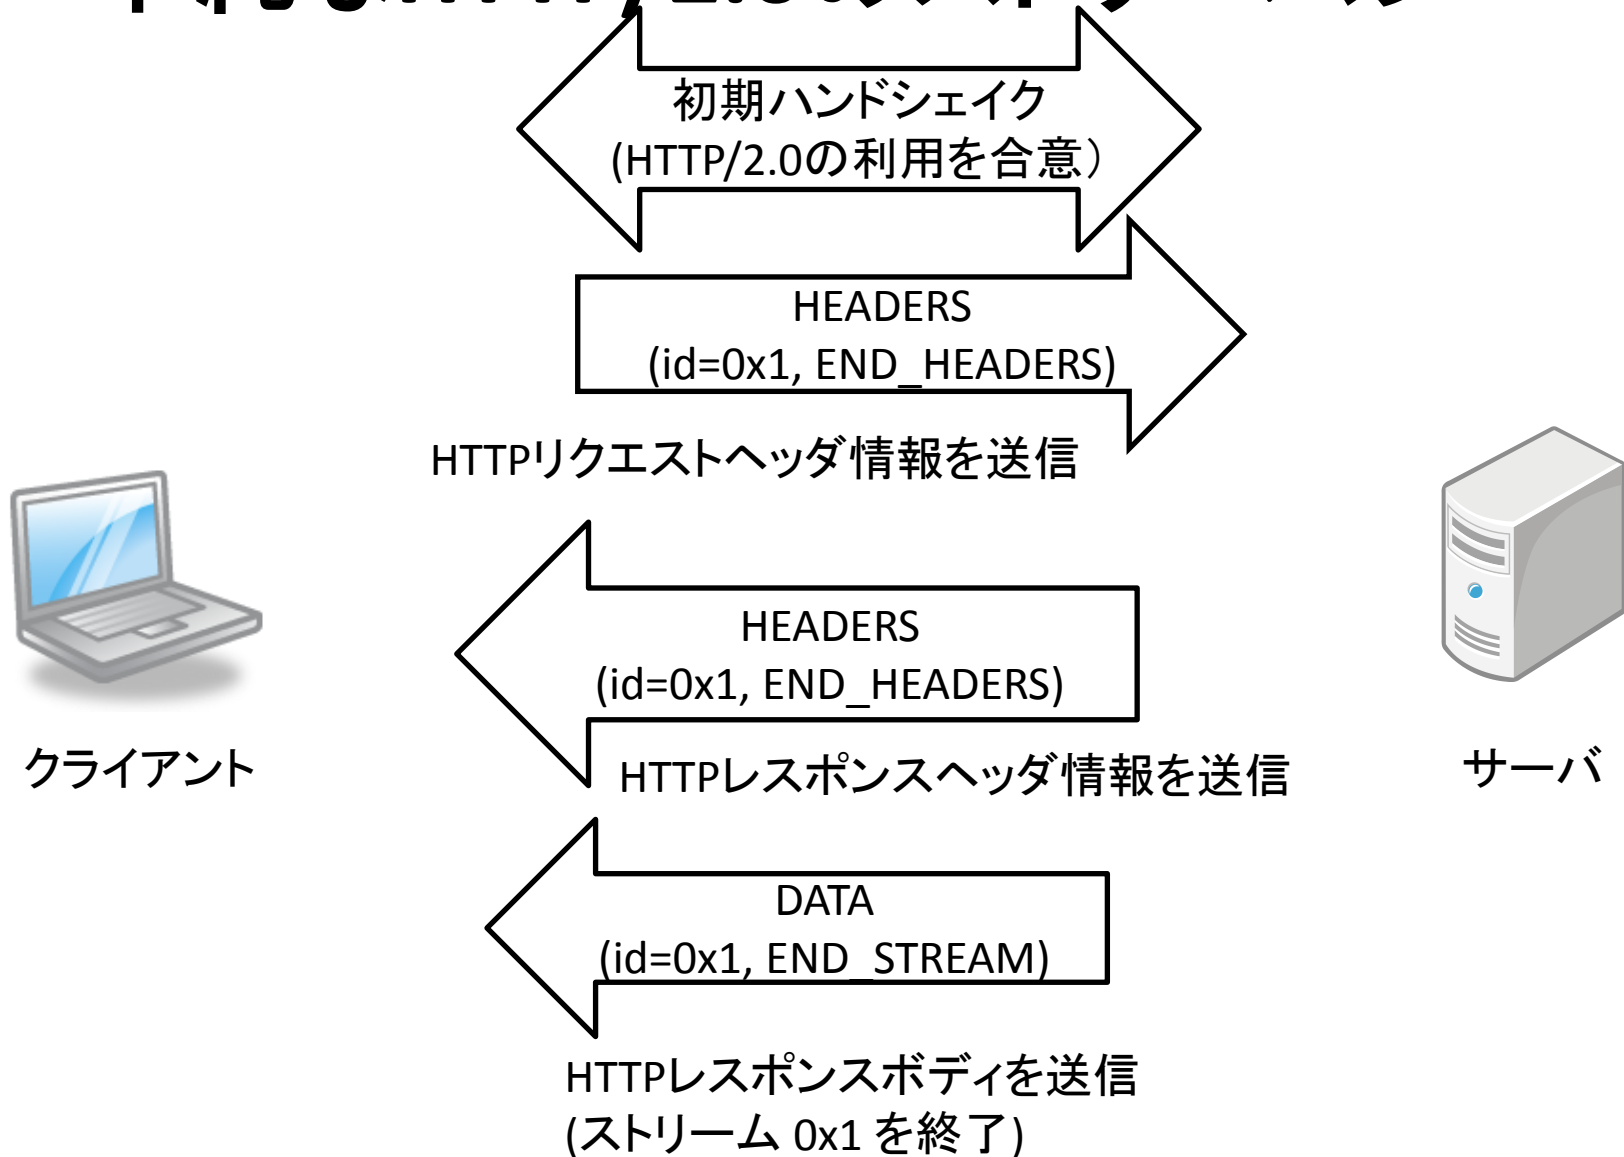 初期ハンドシェイク
(HTTP/2.0の利用を合意）
HEADERS
(id=0x1, END_HEADERS)
HTTPリクエストヘッダ情報を送信
HEADERS
(id=0x1, END_HEADERS)
クライアント
サーバ
HTTPレスポンスヘッダ情報を送信
DATA
(id=0x1, END_STREAM)
HTTPレスポンスボディを送信
(ストリーム 0x1 を終了)